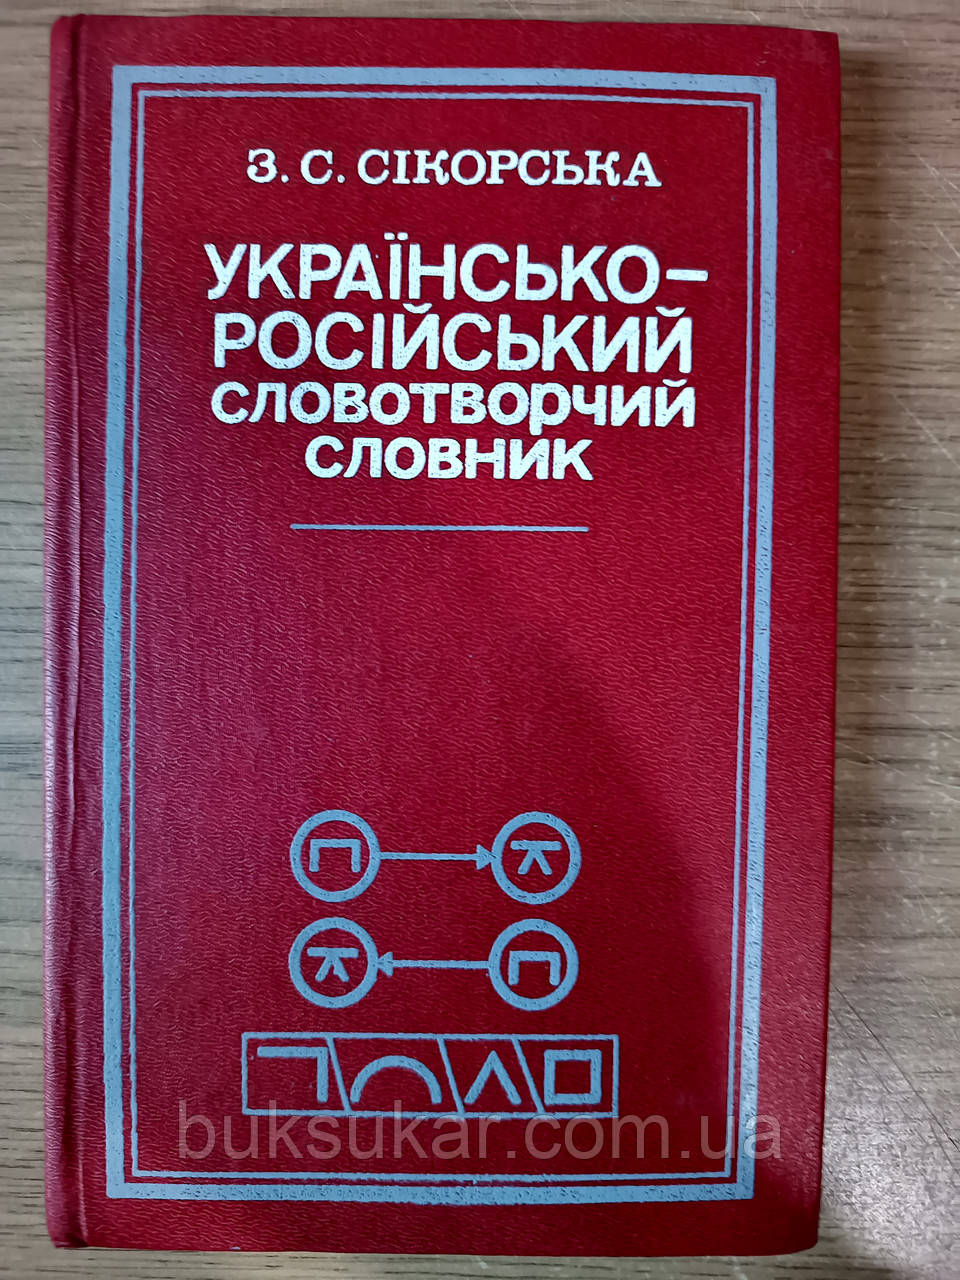 З. С. СІКОРСЬКА
УКРАЇНСЬКО-
РОСІЙСЬКИЙ
СЛОВОТВОРЧИЙ
СЛОВНИК
П К
К П
buksukar.com.ua